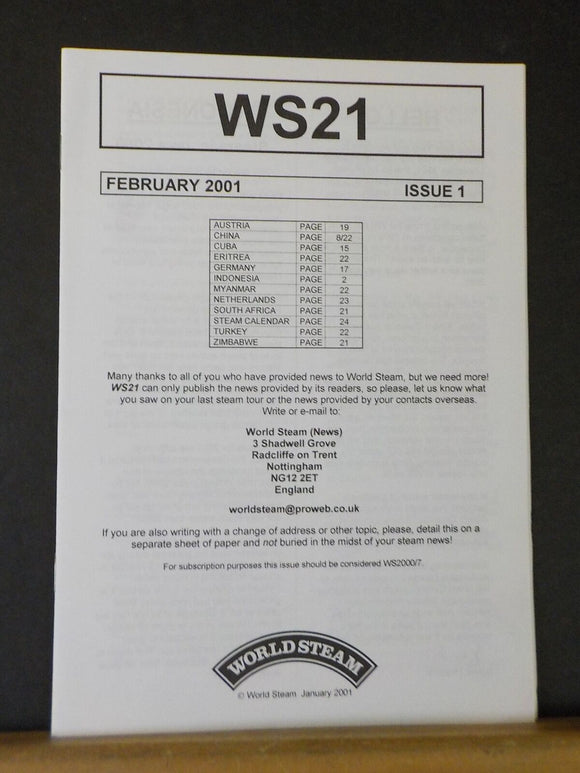 WS21
FEBRUARY 2001 ISSUE 1
AUSTRIA PAGE 19
CHINA PAGE 8/22
CUBA PAGE 15
ERITREA PAGE 22
GERMANY PAGE 17
INDONESIA PAGE 2
MYANMAR PAGE 22
NETHERLANDS PAGE 23
SOUTH AFRICA PAGE 21
STEAM CALENDAR PAGE 24
TURKEY PAGE 22
ZIMBABWE PAGE 21
Many thanks to all of you who have provided news to World Steam, but we need more!
WS21 can only publish the news provided by its readers, so please, let us know what
you saw on your last steam tour or the news provided by your contacts overseas.
Write or e-mail to:
World Steam (News)
3 Shadwell Grove
Radcliffe on Trent
Nottingham
NG12 2ET
England
worldsteam@proweb.co.uk
If you are also writing with a change of address or other topic, please, detail this on a
separate sheet of paper and not buried in the midst of your steam news!
For subscription purposes this issue should be considered WS2000/7.
WORLD STEAM
© World Steam January 2001